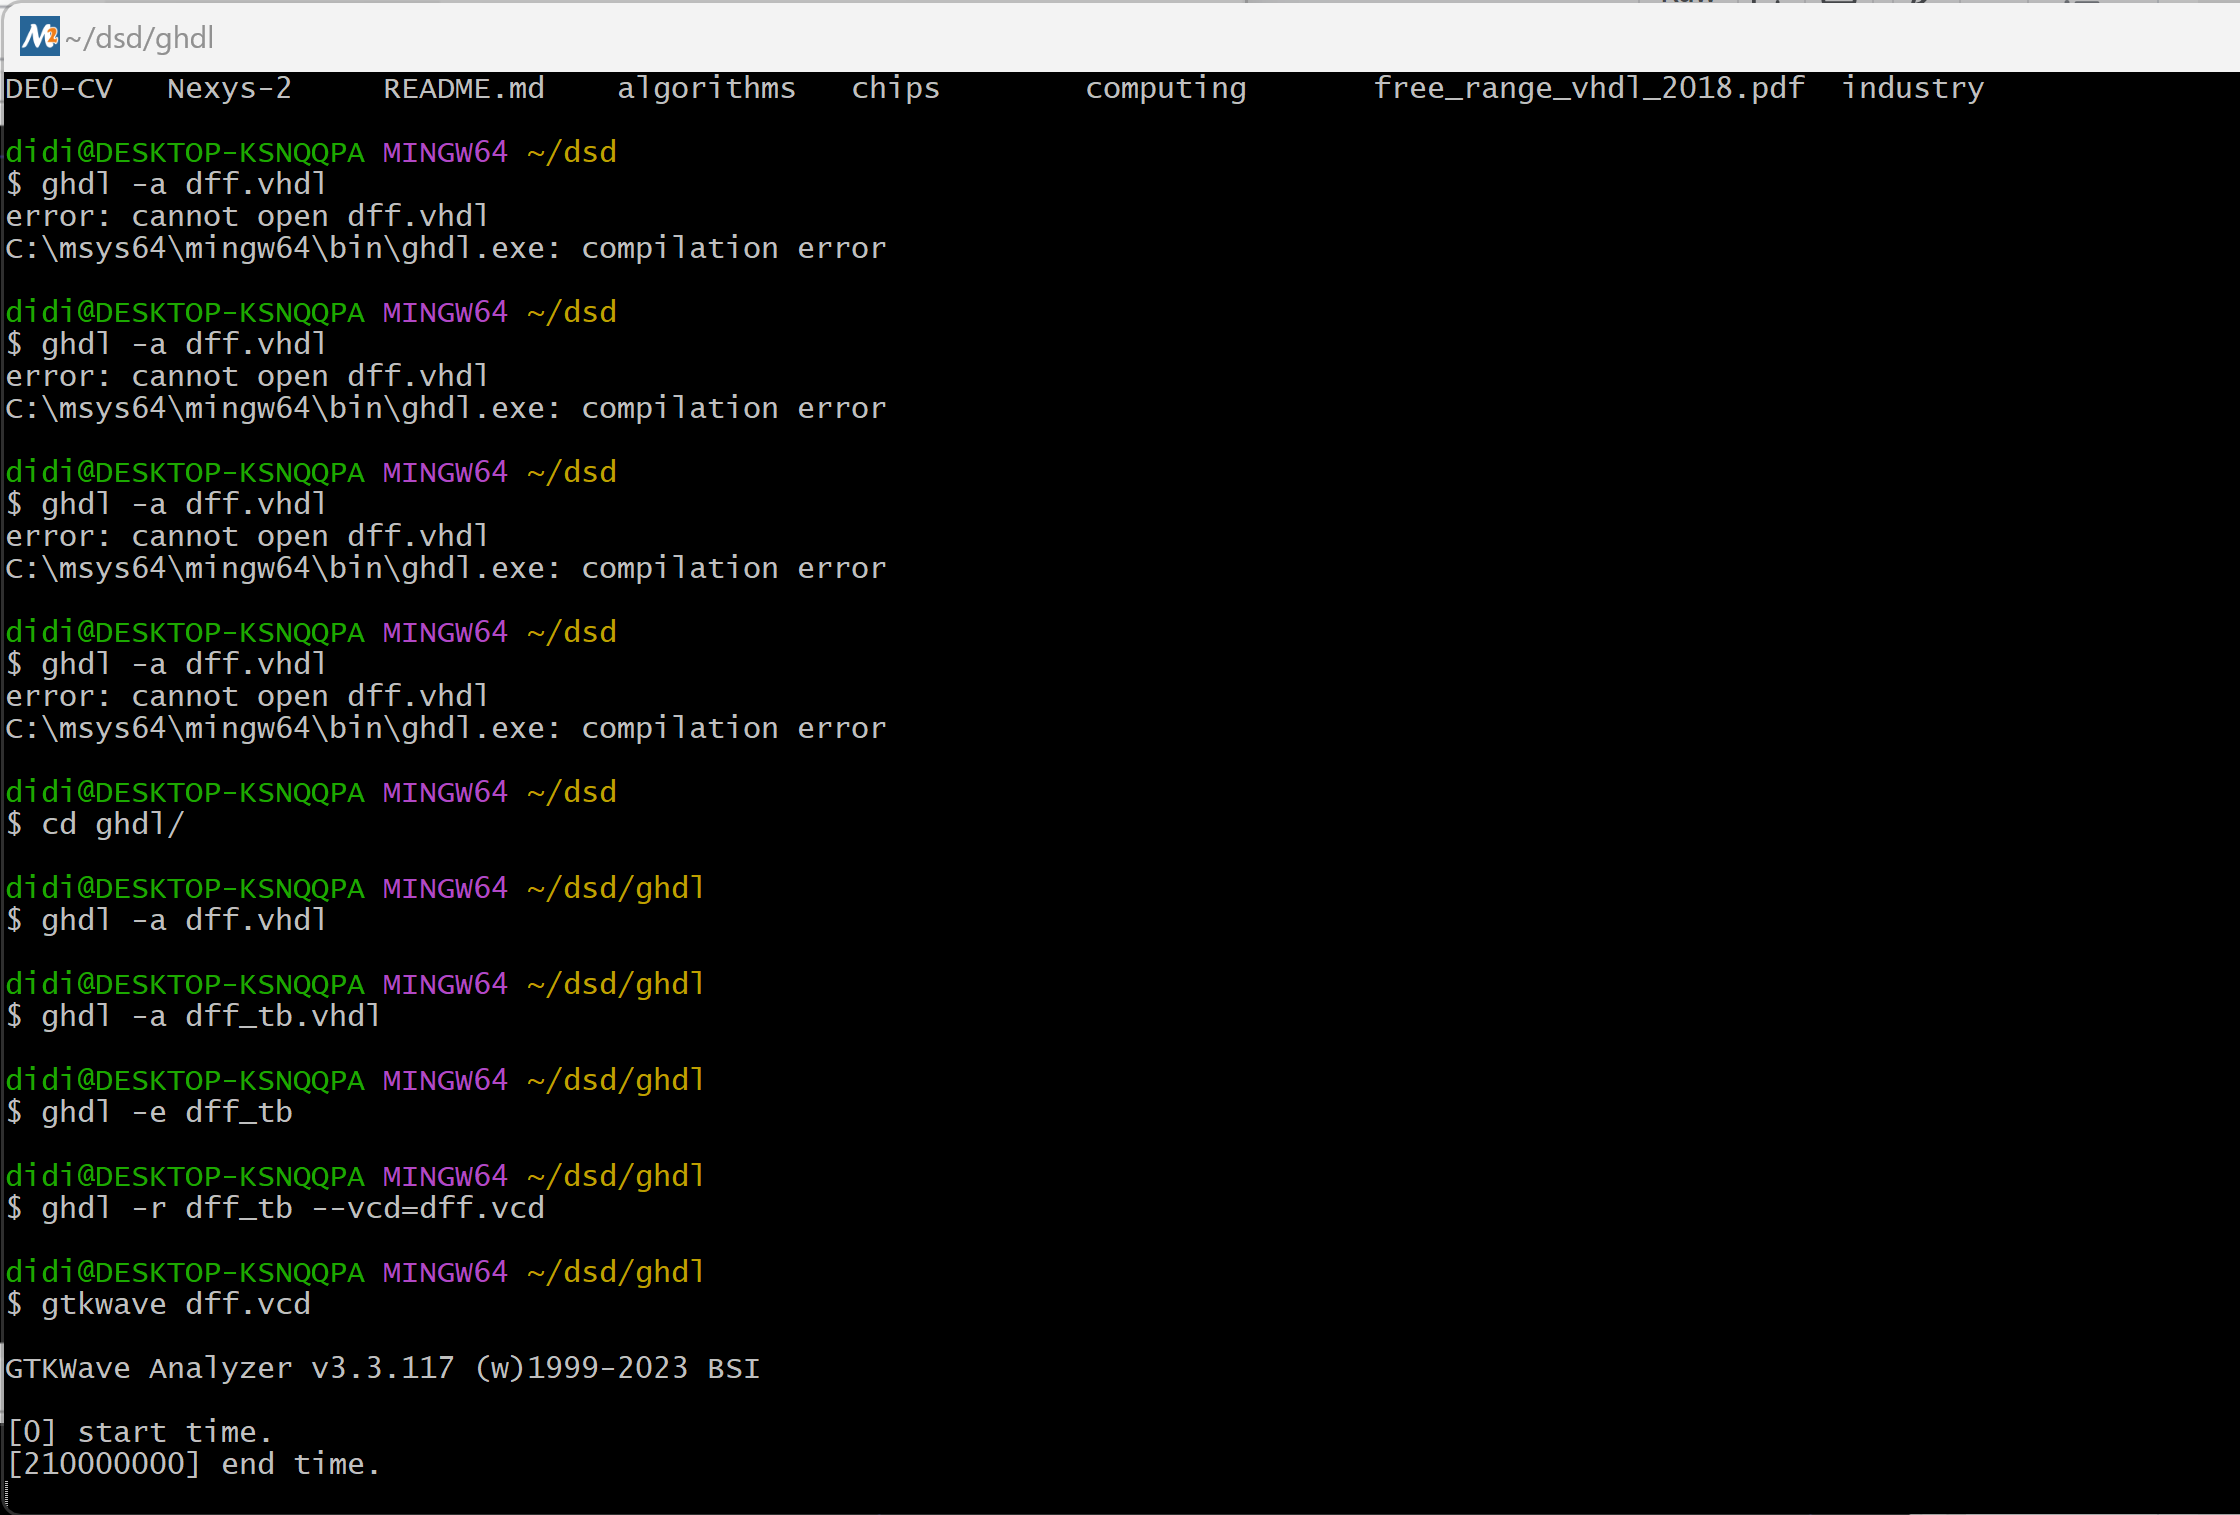 ~/dsd/ghdl
DE0-CV   Nexys-2     README.md    algorithms   chips        computing       free_range_vhdl_2018.pdf  industry
didi@DESKTOP-KSNQQPA MINGW64 ~/dsd
$ ghdl -a dff.vhdl
error: cannot open dff.vhdl
C:\msys64\mingw64\bin\ghdl.exe: compilation error
didi@DESKTOP-KSNQQPA MINGW64 ~/dsd
$ ghdl -a dff.vhdl
error: cannot open dff.vhdl
C:\msys64\mingw64\bin\ghdl.exe: compilation error
didi@DESKTOP-KSNQQPA MINGW64 ~/dsd
$ ghdl -a dff.vhdl
error: cannot open dff.vhdl
C:\msys64\mingw64\bin\ghdl.exe: compilation error
didi@DESKTOP-KSNQQPA MINGW64 ~/dsd
$ ghdl -a dff.vhdl
error: cannot open dff.vhdl
C:\msys64\mingw64\bin\ghdl.exe: compilation error
didi@DESKTOP-KSNQQPA MINGW64 ~/dsd
$ cd ghdl/
didi@DESKTOP-KSNQQPA MINGW64 ~/dsd/ghdl
$ ghdl -a dff.vhdl
didi@DESKTOP-KSNQQPA MINGW64 ~/dsd/ghdl
$ ghdl -a dff_tb.vhdl
didi@DESKTOP-KSNQQPA MINGW64 ~/dsd/ghdl
$ ghdl -e dff_tb
didi@DESKTOP-KSNQQPA MINGW64 ~/dsd/ghdl
$ ghdl -r dff_tb --vcd=dff.vcd
didi@DESKTOP-KSNQQPA MINGW64 ~/dsd/ghdl
$ gtkwave dff.vcd
GTKWave Analyzer v3.3.117 (w)1999-2023 BSI
[0] start time.
[210000000] end time.